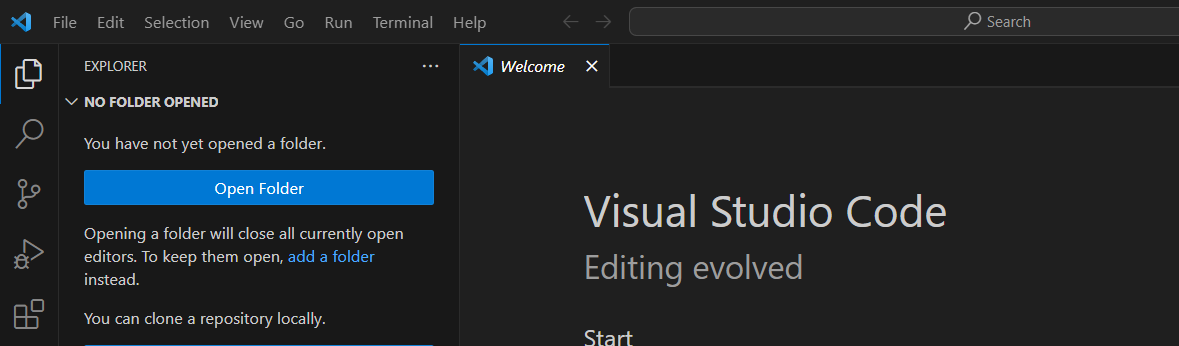 File Edit Selection View Go Run Terminal Help
Search
EXPLORER
NO FOLDER OPENED
You have not yet opened a folder.
Open Folder
Opening a folder will close all currently open
editors. To keep them open, add a folder
instead.
You can clone a repository locally.
Welcome
Visual Studio Code
Editing evolved
Start